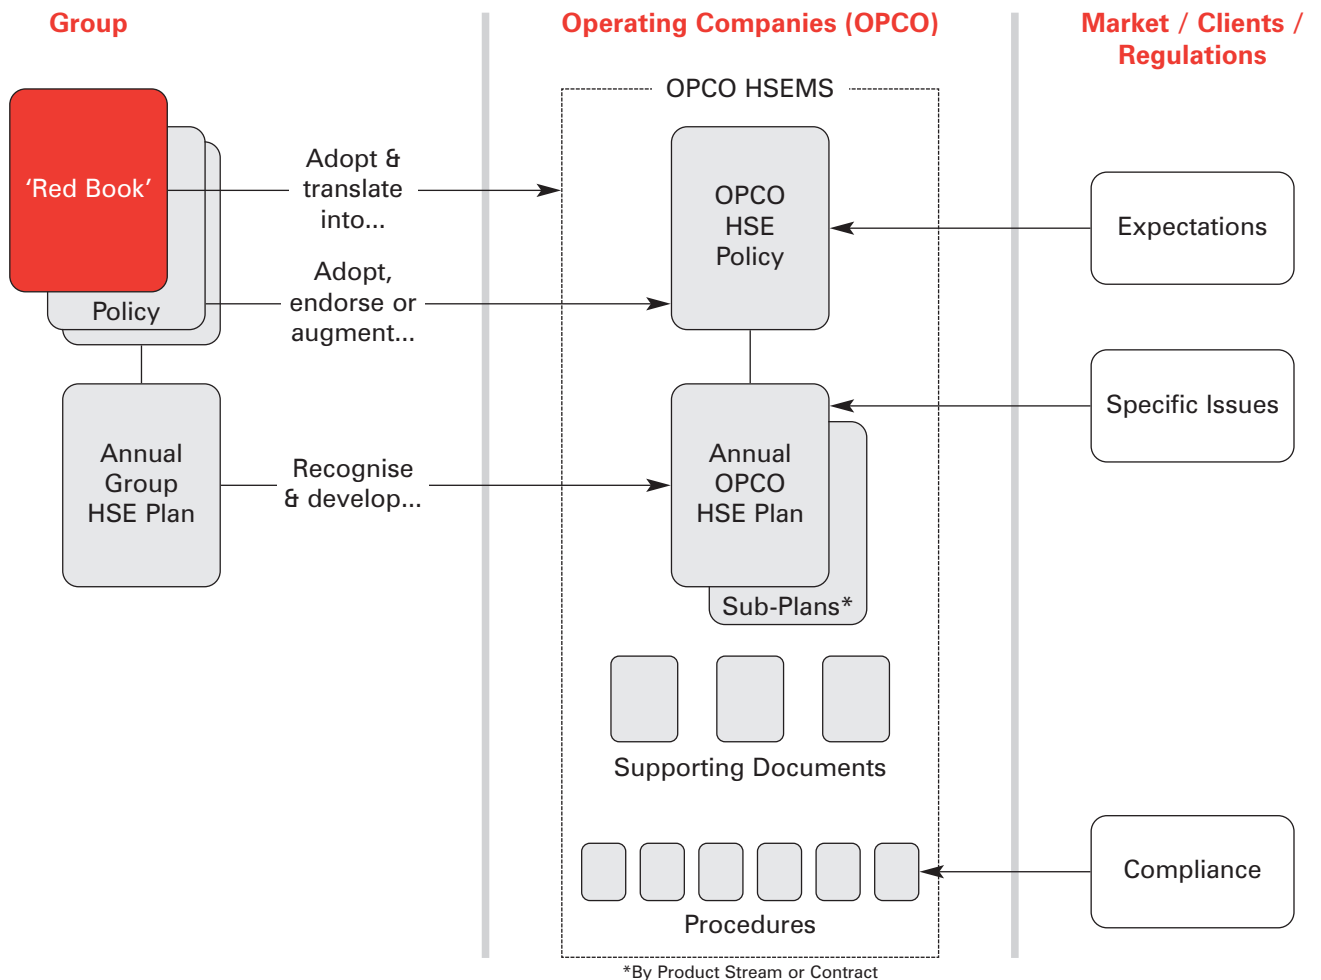 Group
Operating Companies (OPCO)
Market / Clients /
Regulations
OPCO HSEMS
'Red Book'
Policy
Adopt &
translate
into...
Adopt,
endorse or
augment...
OPCO
HSE
Policy
Expectations
Annual
Group
HSE Plan
Recognise
& develop...
Annual
OPCO
HSE Plan
Sub-Plans*
Specific Issues
Supporting Documents
Procedures
Compliance
*By Product Stream or Contract